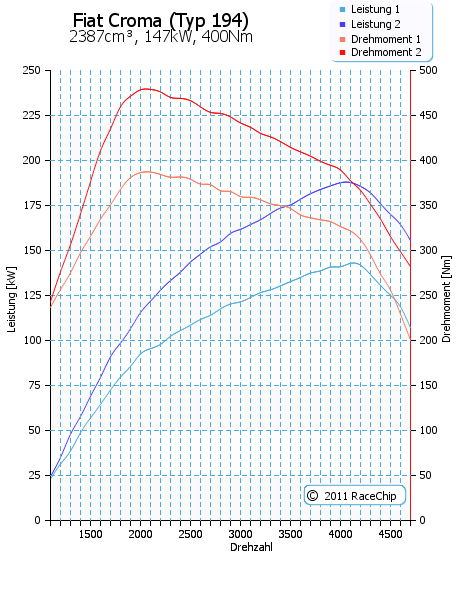 Fiat Croma (Typ 194)
2387cm³, 147kW, 400Nm
Leistung 1
Leistung 2
Drehmoment 1
Drehmoment 2
250
225
200
175
150
125
100
75
50
25
0
Leistung [kW]
500
450
400
350
300
250
200
150
100
50
0
Drehmoment [Nm]
© 2011 RaceChip
1500 2000 2500 3000 3500 4000 4500
Drehzahl